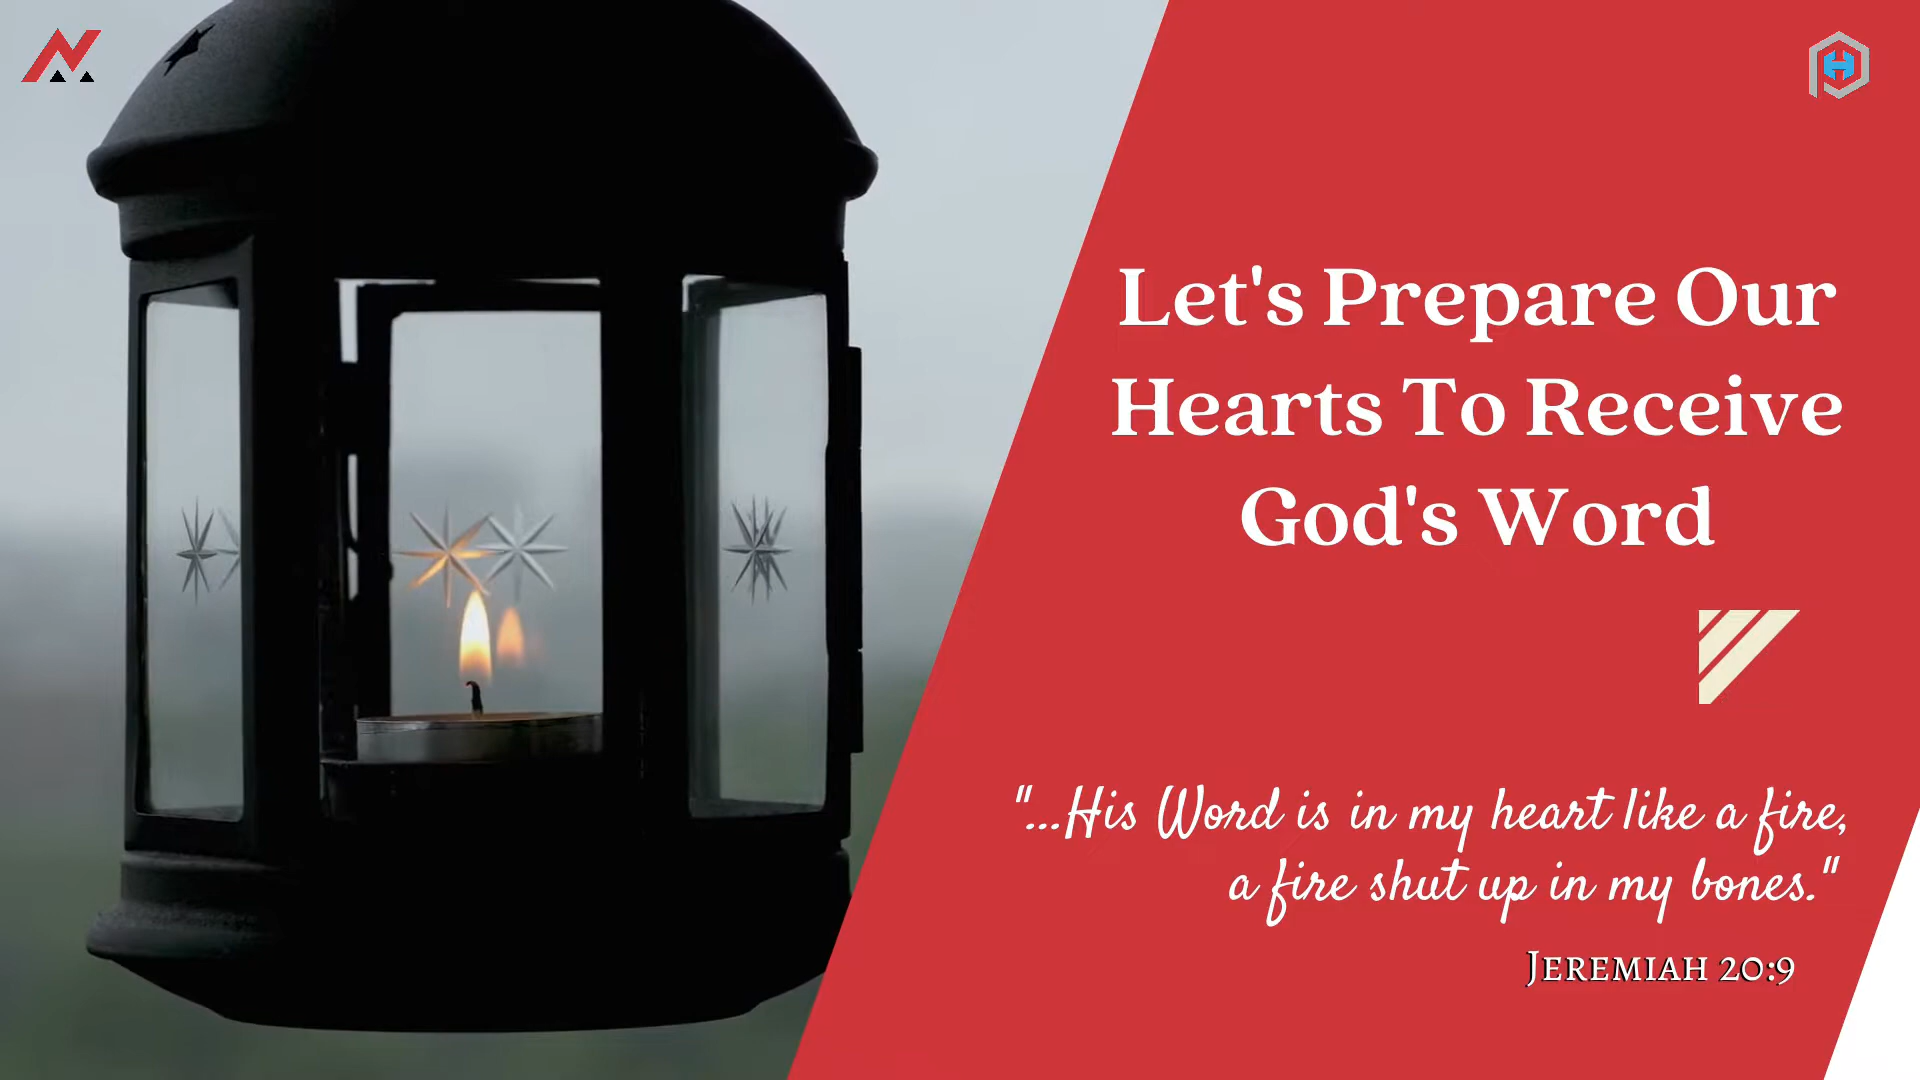 Let's Prepare Our
Hearts To Receive
God's Word
"...His Word is in my heart like a fire,
a fire shut up in my bones."
Jeremiah 20:9